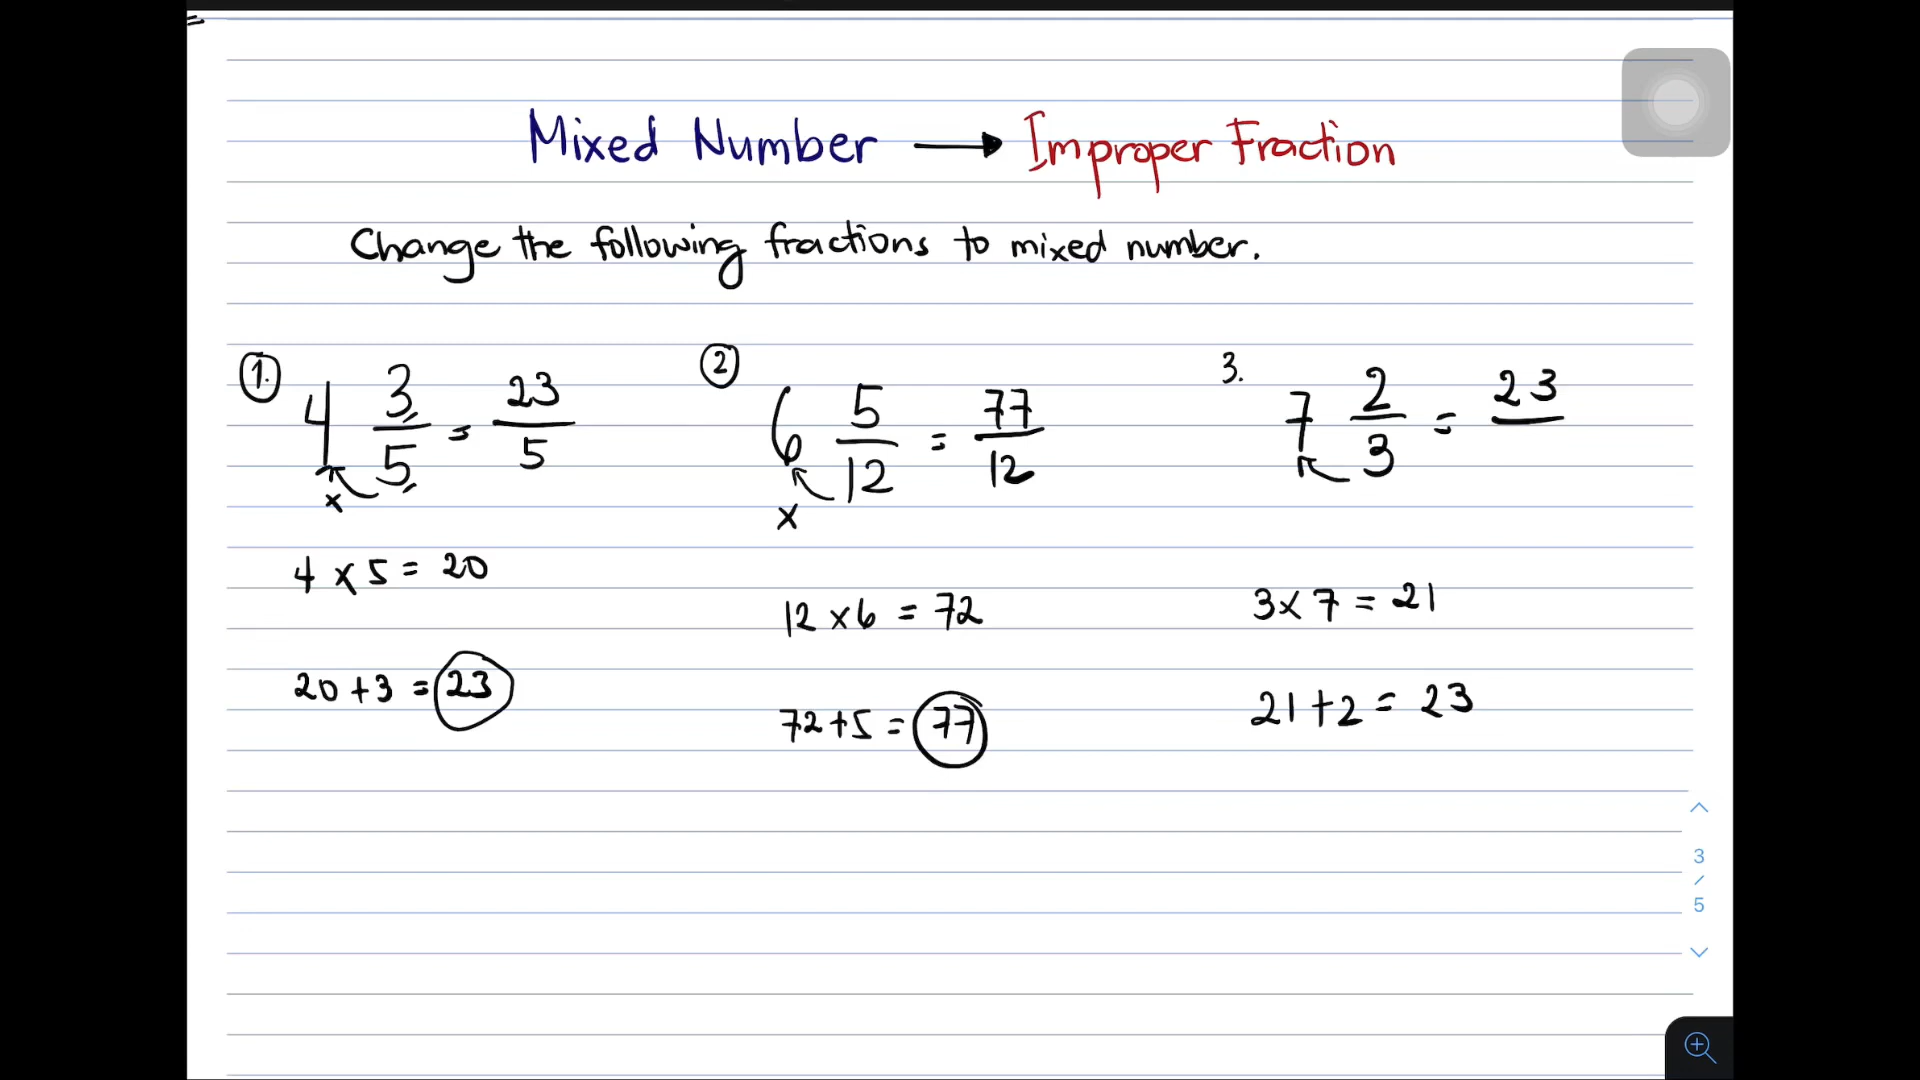 =
Mixed Number → Improper Fraction
Change the following fractions to mixed number.
1. 4 3/5 = 23/5
x
4 x 5 = 20
20 + 3 = 23
2 6 5/12 = 77/12
x
12 x 6 = 72
72 + 5 = 77
3. 7 2/3 = 23/
3 x 7 = 21
21 + 2 = 23
3
/
5